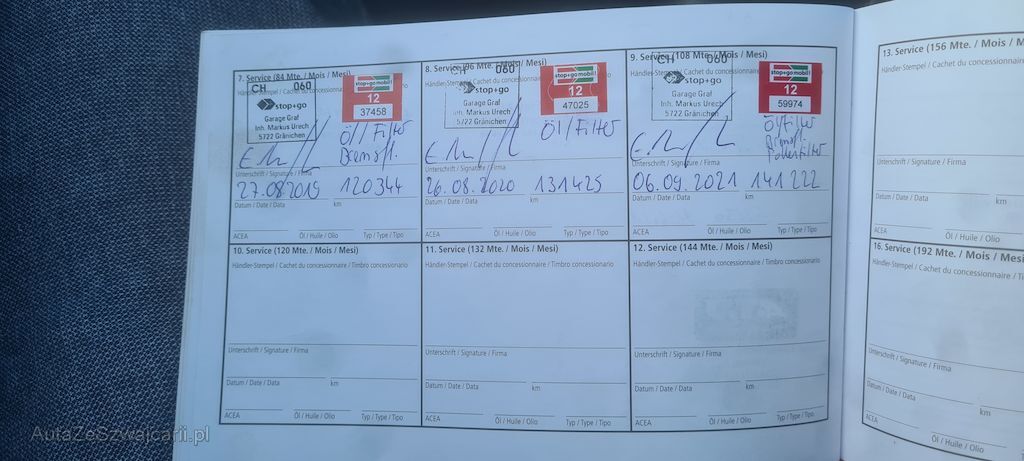 7. Service (84 Mte. / Mois / Mesi)
CH 060
stop+go
Garage Graf
Inh. Markus Urech
5722 Gränichen
stop+go mobil!
12
37458
Öl / Filter
Bremsfl.
Unterschrift / Signature / Firma
27.08.2019 120344
Datum / Date / Data km
ACEA Öl / Huile / Olio Typ / Type / Tipo
8. Service (96 Mte. / Mois / Mesi)
CH 060
stop+go
Garage Graf
Inh. Markus Urech
5722 Gränichen
stop+go mobil!
12
47025
Öl / Filter
Unterschrift / Signature / Firma
26.08.2020 131425
Datum / Date / Data km
ACEA Öl / Huile / Olio Typ / Type / Tipo
9. Service (108 Mte. / Mois / Mesi)
CH 060
stop+go
Garage Graf
Inh. Markus Urech
5722 Gränichen
stop+go mobil!
12
59974
Öl/Filter
Bremsfl.
Pollenfilter
Unterschrift / Signature / Firma
06.09.2021 141222
Datum / Date / Data km
ACEA Öl / Huile / Olio Typ / Type / Tipo
10. Service (120 Mte. / Mois / Mesi)
Händler-Stempel / Cachet du concessionnaire / Timbro concessionario
Unterschrift / Signature / Firma
Datum / Date / Data km
ACEA Öl / Huile / Olio Typ / Type / Tipo
11. Service (132 Mte. / Mois / Mesi)
Händler-Stempel / Cachet du concessionnaire / Timbro concessionario
Unterschrift / Signature / Firma
Datum / Date / Data km
ACEA Öl / Huile / Olio Typ / Type / Tipo
12. Service (144 Mte. / Mois / Mesi)
Händler-Stempel / Cachet du concessionnaire / Timbro concessionario
Unterschrift / Signature / Firma
Datum / Date / Data km
ACEA Öl / Huile / Olio Typ / Type / Tipo
13. Service (156 Mte. / Mois / M
Händler-Stempel / Cachet du concessionn
Unterschrift / Signature / Firma
Datum / Date / Data km
ACEA Öl / Huile / Olio
16. Service (192 Mte. / Mois / Mesi
Händler-Stempel / Cachet du concessionnaire / Ti
Unterschrift / Signature / Firma
Datum / Date / Data km
ACEA Öl / Huile / Olio
AutaZeSzwajcarii.pl